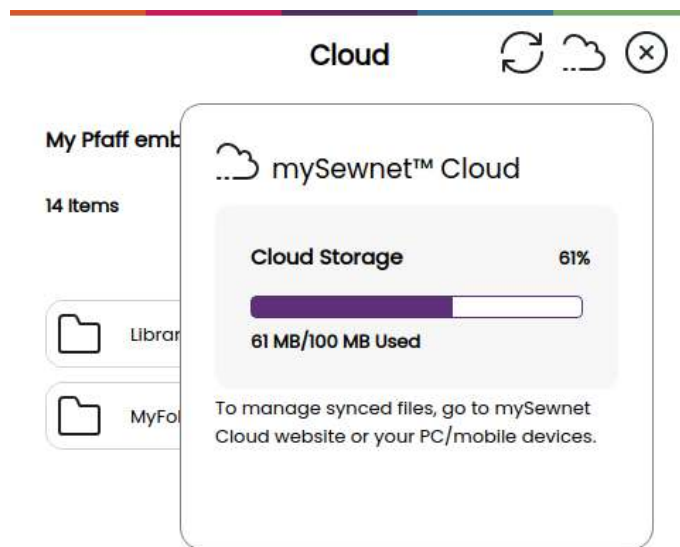 Cloud
My Pfaff emb
mySewnet™ Cloud
14 Items
Cloud Storage 61%
61 MB/100 MB Used
Librar
MyFol
To manage synced files, go to mySewnet
Cloud website or your PC/mobile devices.